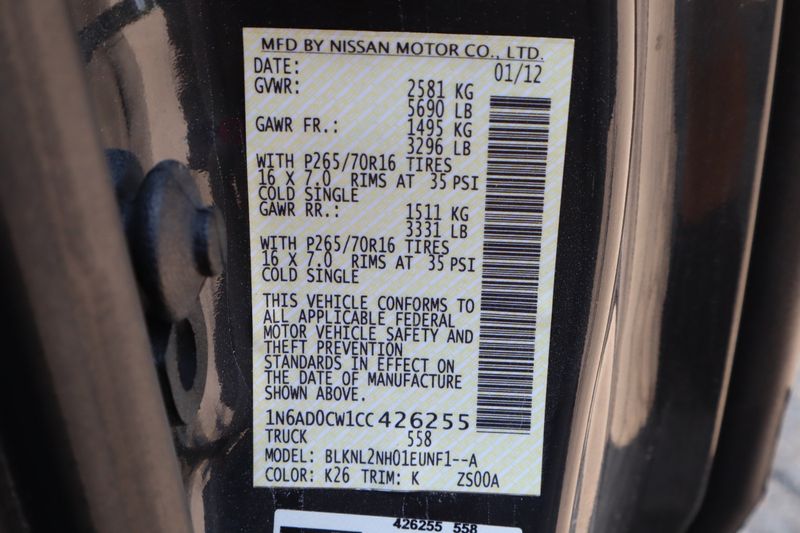 MFD BY NISSAN MOTOR CO., LTD.
DATE: 01/12
GVWR: 2581 KG
5690 LB
GAWR FR.: 1495 KG
3296 LB
WITH P265/70R16 TIRES
16 X 7.0 RIMS AT 35 PSI
COLD SINGLE
GAWR RR.: 1511 KG
3331 LB
WITH P265/70R16 TIRES
16 X 7.0 RIMS AT 35 PSI
COLD SINGLE
THIS VEHICLE CONFORMS TO
ALL APPLICABLE FEDERAL
MOTOR VEHICLE SAFETY AND
THEFT PREVENTION
STANDARDS IN EFFECT ON
THE DATE OF MANUFACTURE
SHOWN ABOVE.
1N6AD0CW1CC426255
TRUCK 558
MODEL: BLKNL2NH01EUNF1--A
COLOR: K26 TRIM: K ZS00A
426255 558